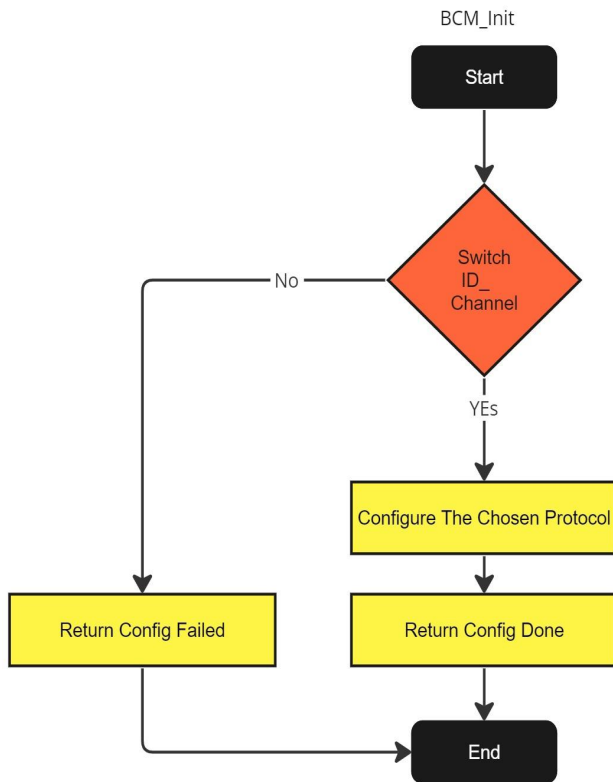 BCM_Init
Start
Switch
ID_
Channel
No
YEs
Configure The Chosen Protocol
Return Config Failed
Return Config Done
End